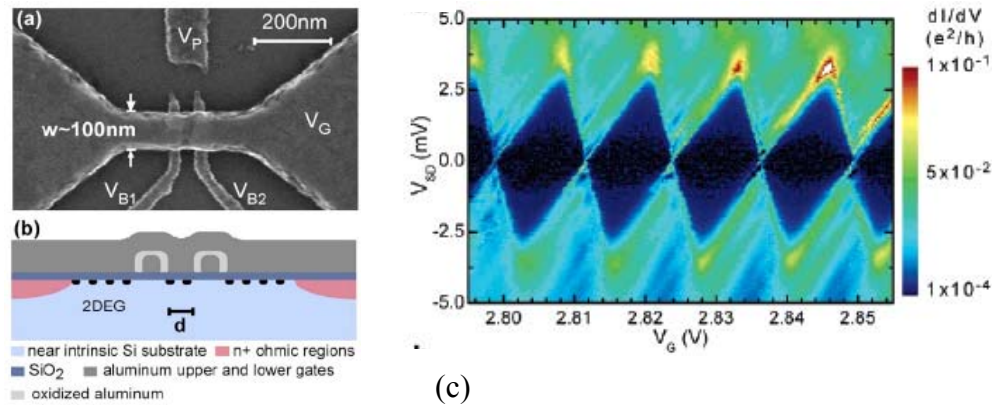 (a)
200nm
V_P
w~100nm
V_G
V_B1
V_B2
(b)
2DEG
d
near intrinsic Si substrate
n+ ohmic regions
SiO₂
aluminum upper and lower gates
oxidized aluminum
dI/dV
(e²/h)
5.0
2.5
0.0
-2.5
-5.0
V_SD (mV)
2.80 2.81 2.82 2.83 2.84 2.85
V_G (V)
1x10⁻¹
5x10⁻²
1x10⁻⁴
(c)